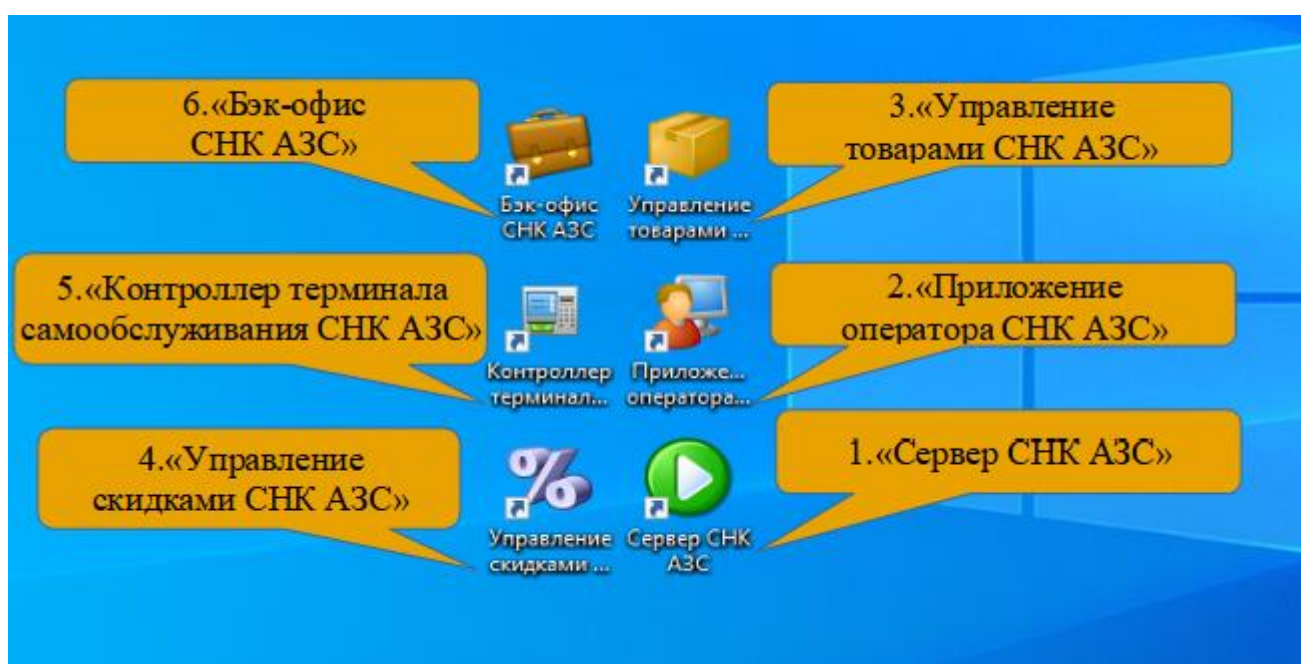 6.«Бэк-офис
СНК АЗС»
3.«Управление
товарами СНК АЗС»
Бэк-офис
СНК АЗС
Управление
товарами ...
5.«Контроллер терминала
самообслуживания СНК АЗС»
2.«Приложение
оператора СНК АЗС»
Контроллер
терминал...
Приложе...
оператора...
4.«Управление
скидками СНК АЗС»
1.«Сервер СНК АЗС»
Управление
скидками ...
Сервер СНК
АЗС